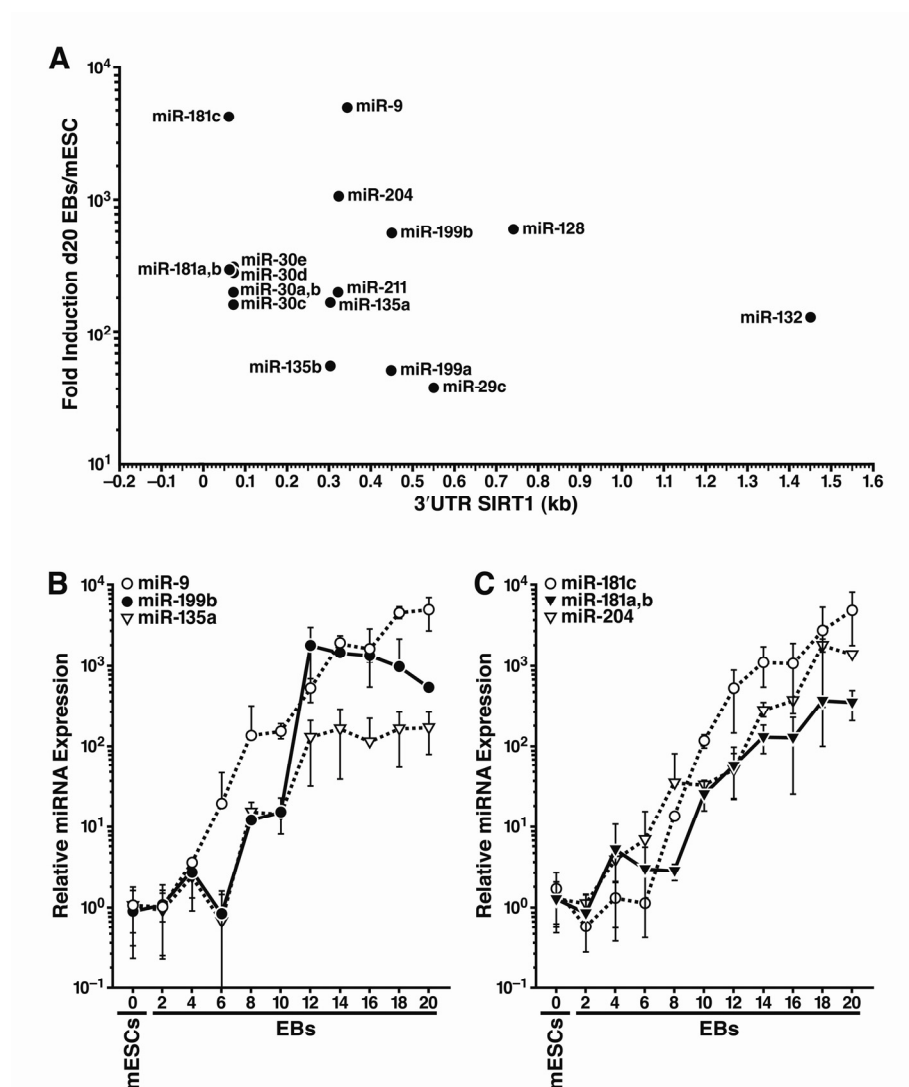 A
10⁴
miR-9
miR-181c
10³
miR-204
miR-199b
miR-128
miR-30e
miR-181a,b
miR-30d
miR-30a,b
miR-211
miR-30c
miR-135a
miR-132
10²
miR-135b
miR-199a
miR-29c
10¹
Fold Induction d20 EBs/mESC
–0.2 –0.1 0 0.1 0.2 0.3 0.4 0.5 0.6 0.7 0.8 0.9 1.0 1.1 1.2 1.3 1.4 1.5 1.6
3′UTR SIRT1 (kb)
B
miR-9
miR-199b
miR-135a
10⁴
10³
10²
10¹
10⁰
10⁻¹
Relative miRNA Expression
0 2 4 6 8 10 12 14 16 18 20
mESCs
EBs
C
miR-181c
miR-181a,b
miR-204
10⁴
10³
10²
10¹
10⁰
10⁻¹
Relative miRNA Expression
0 2 4 6 8 10 12 14 16 18 20
mESCs
EBs